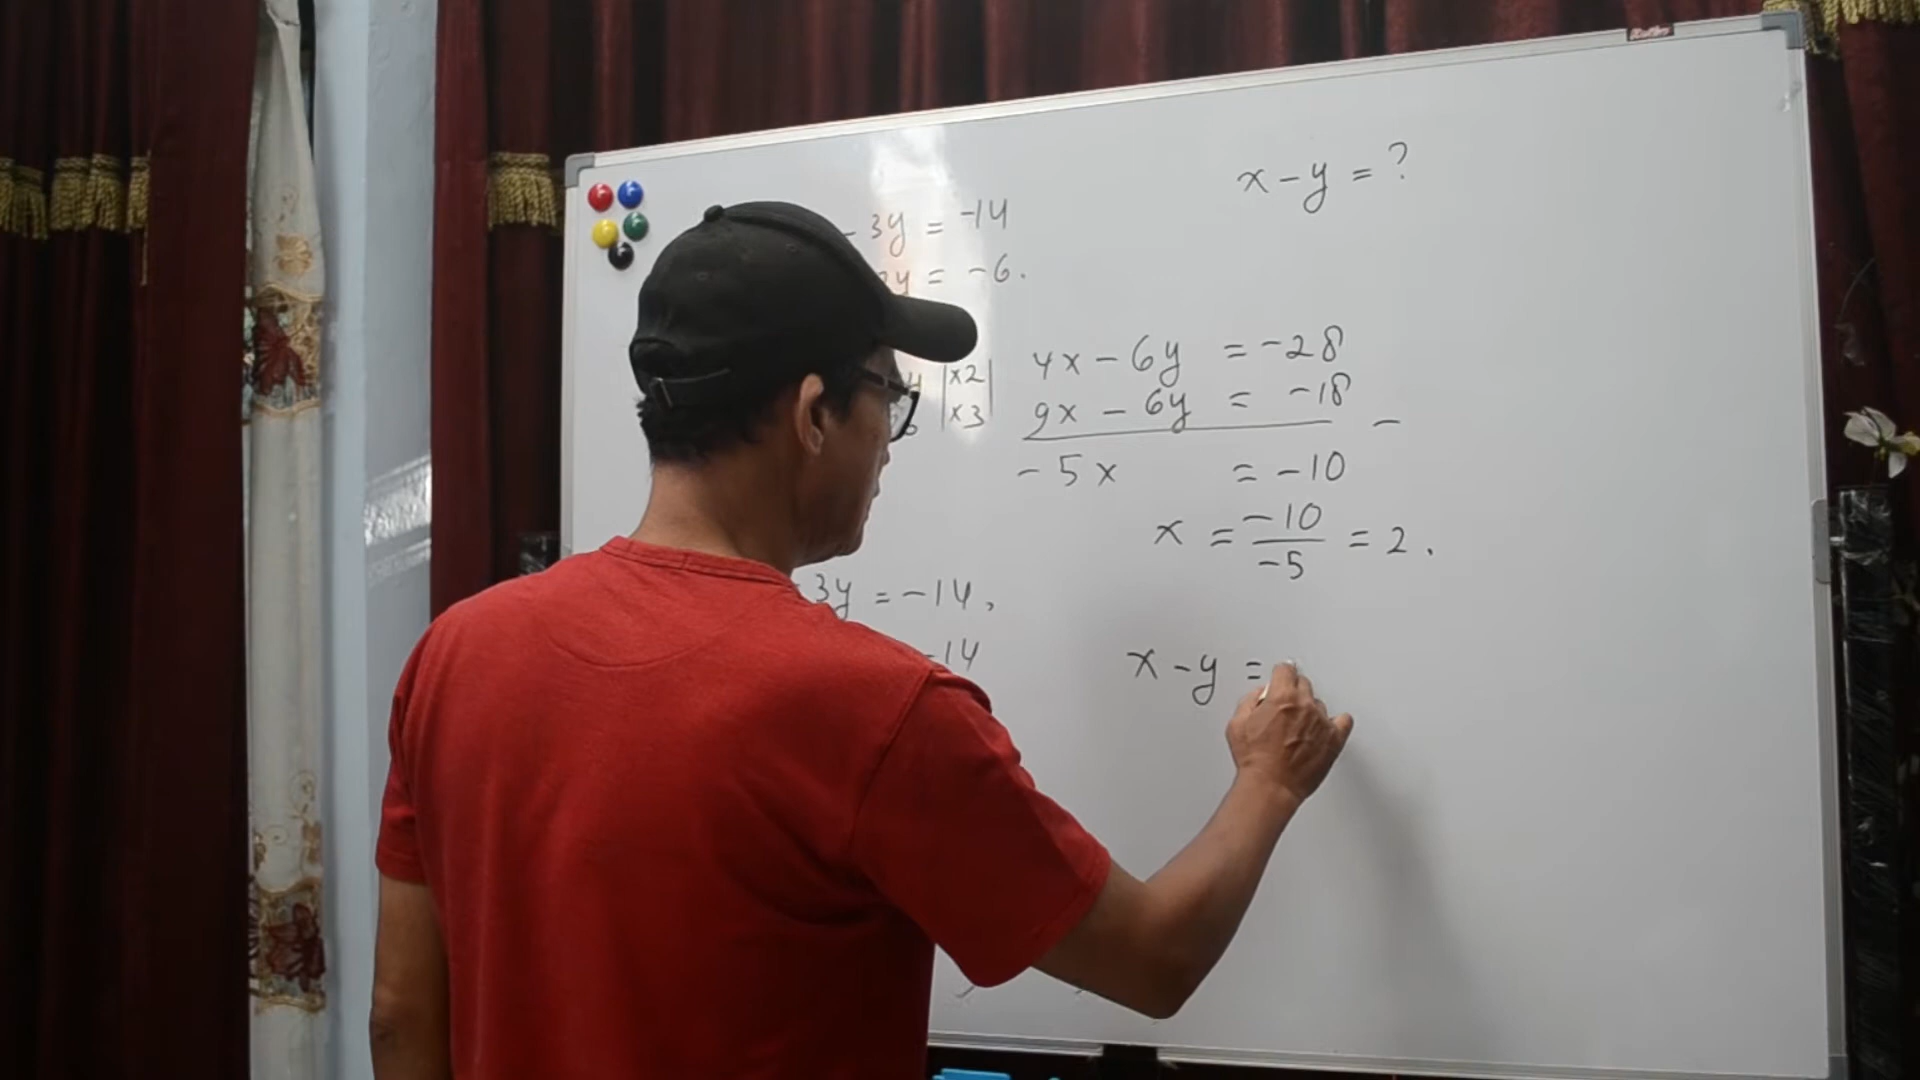 x - y = ?
- 3y = -14
y = -6.
x2
x3
4x - 6y = -28
9x - 6y = -18 -
-5x = -10
x = -10/-5 = 2.
3y = -14,
-14
x - y =